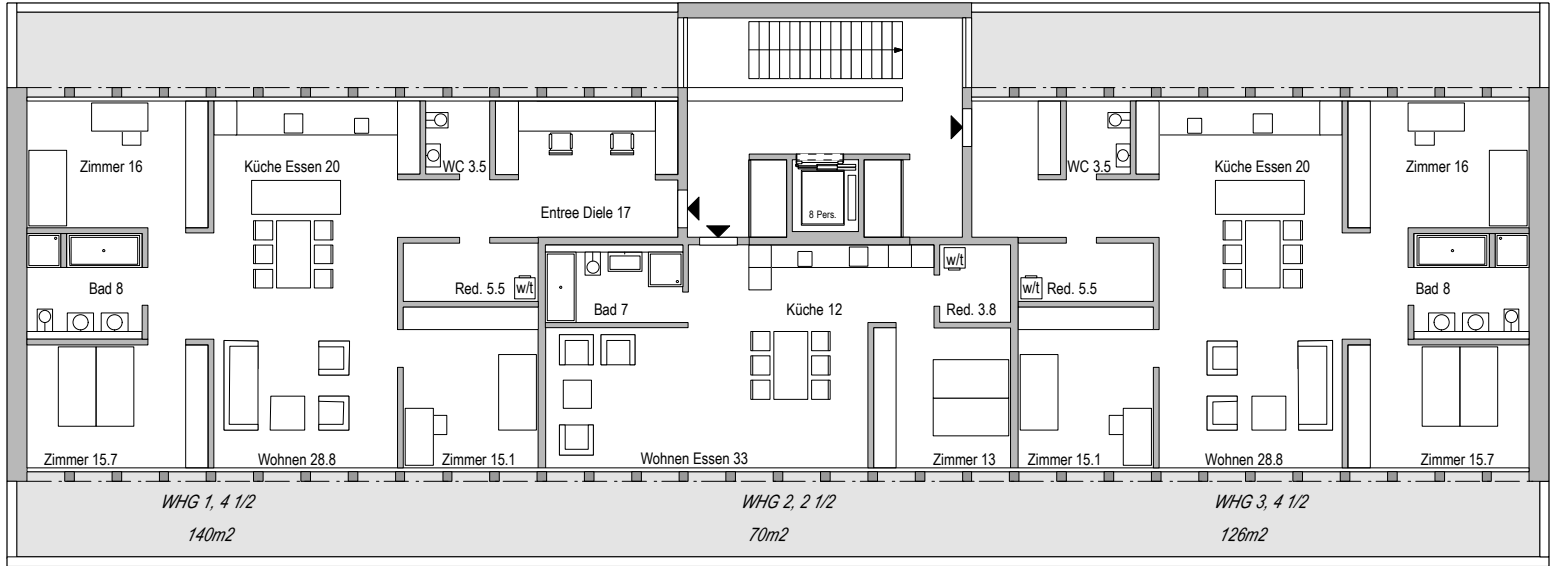 Zimmer 16
Küche Essen 20
WC 3.5
Entree Diele 17
8 Pers.
WC 3.5
Küche Essen 20
Zimmer 16
Bad 8
Red. 5.5
w/t
Bad 7
Küche 12
w/t
Red. 3.8
w/t
Red. 5.5
Bad 8
Zimmer 15.7
Wohnen 28.8
Zimmer 15.1
Wohnen Essen 33
Zimmer 13
Zimmer 15.1
Wohnen 28.8
Zimmer 15.7
WHG 1, 4 1/2
140m2
WHG 2, 2 1/2
70m2
WHG 3, 4 1/2
126m2